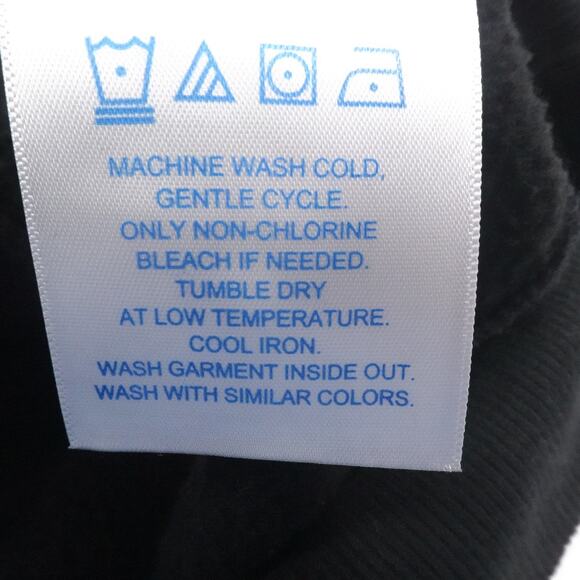 MACHINE WASH COLD,
GENTLE CYCLE.
ONLY NON-CHLORINE
BLEACH IF NEEDED.
TUMBLE DRY
AT LOW TEMPERATURE.
COOL IRON.
WASH GARMENT INSIDE OUT.
WASH WITH SIMILAR COLORS.